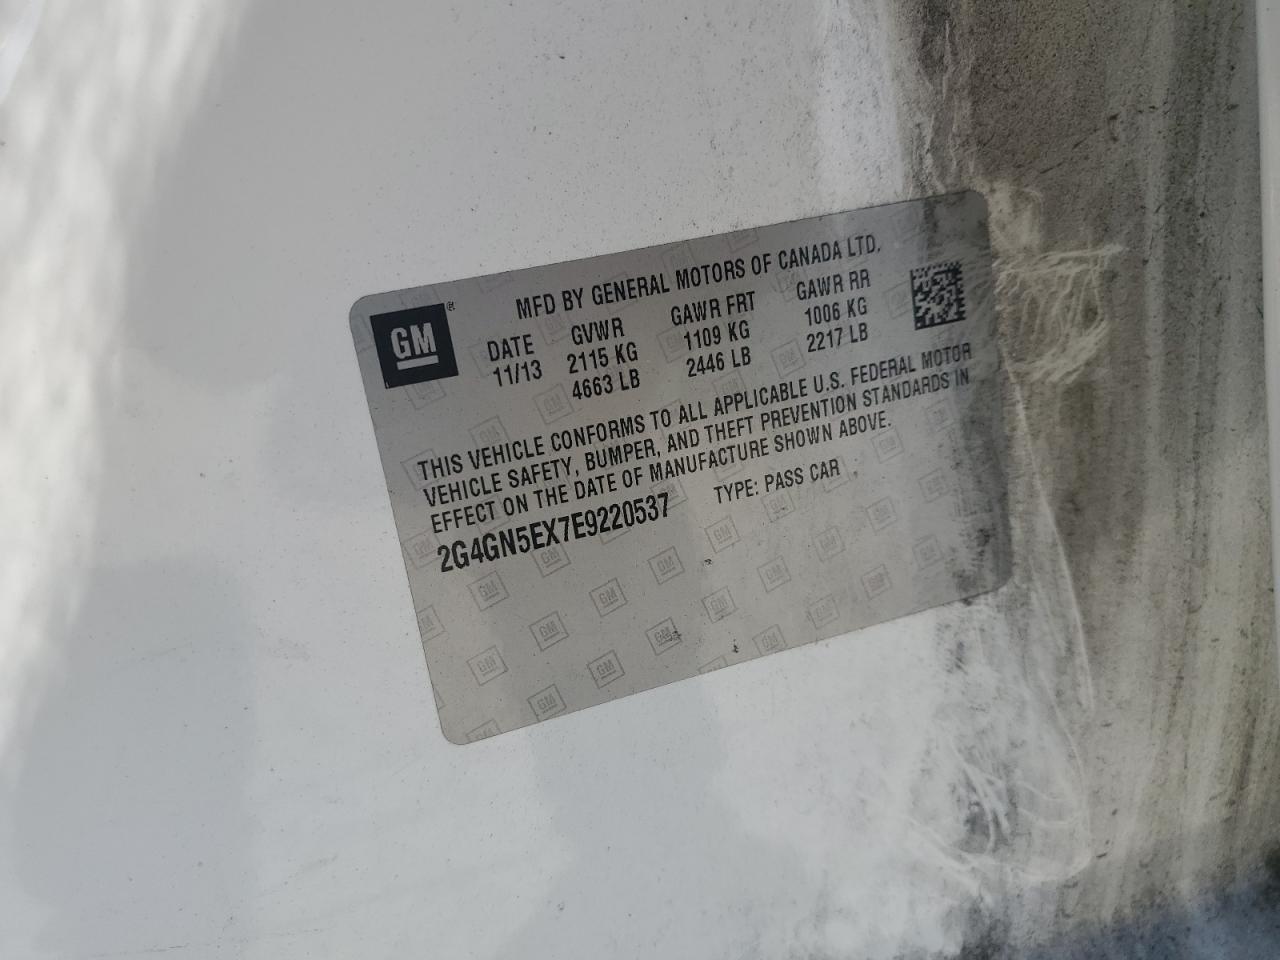 GM®
MFD BY GENERAL MOTORS OF CANADA LTD.
DATE GVWR GAWR FRT GAWR RR
11/13 2115 KG 1109 KG 1006 KG
4663 LB 2446 LB 2217 LB
THIS VEHICLE CONFORMS TO ALL APPLICABLE U.S. FEDERAL MOTOR
VEHICLE SAFETY, BUMPER, AND THEFT PREVENTION STANDARDS IN
EFFECT ON THE DATE OF MANUFACTURE SHOWN ABOVE.
2G4GN5EX7E9220537 TYPE: PASS CAR